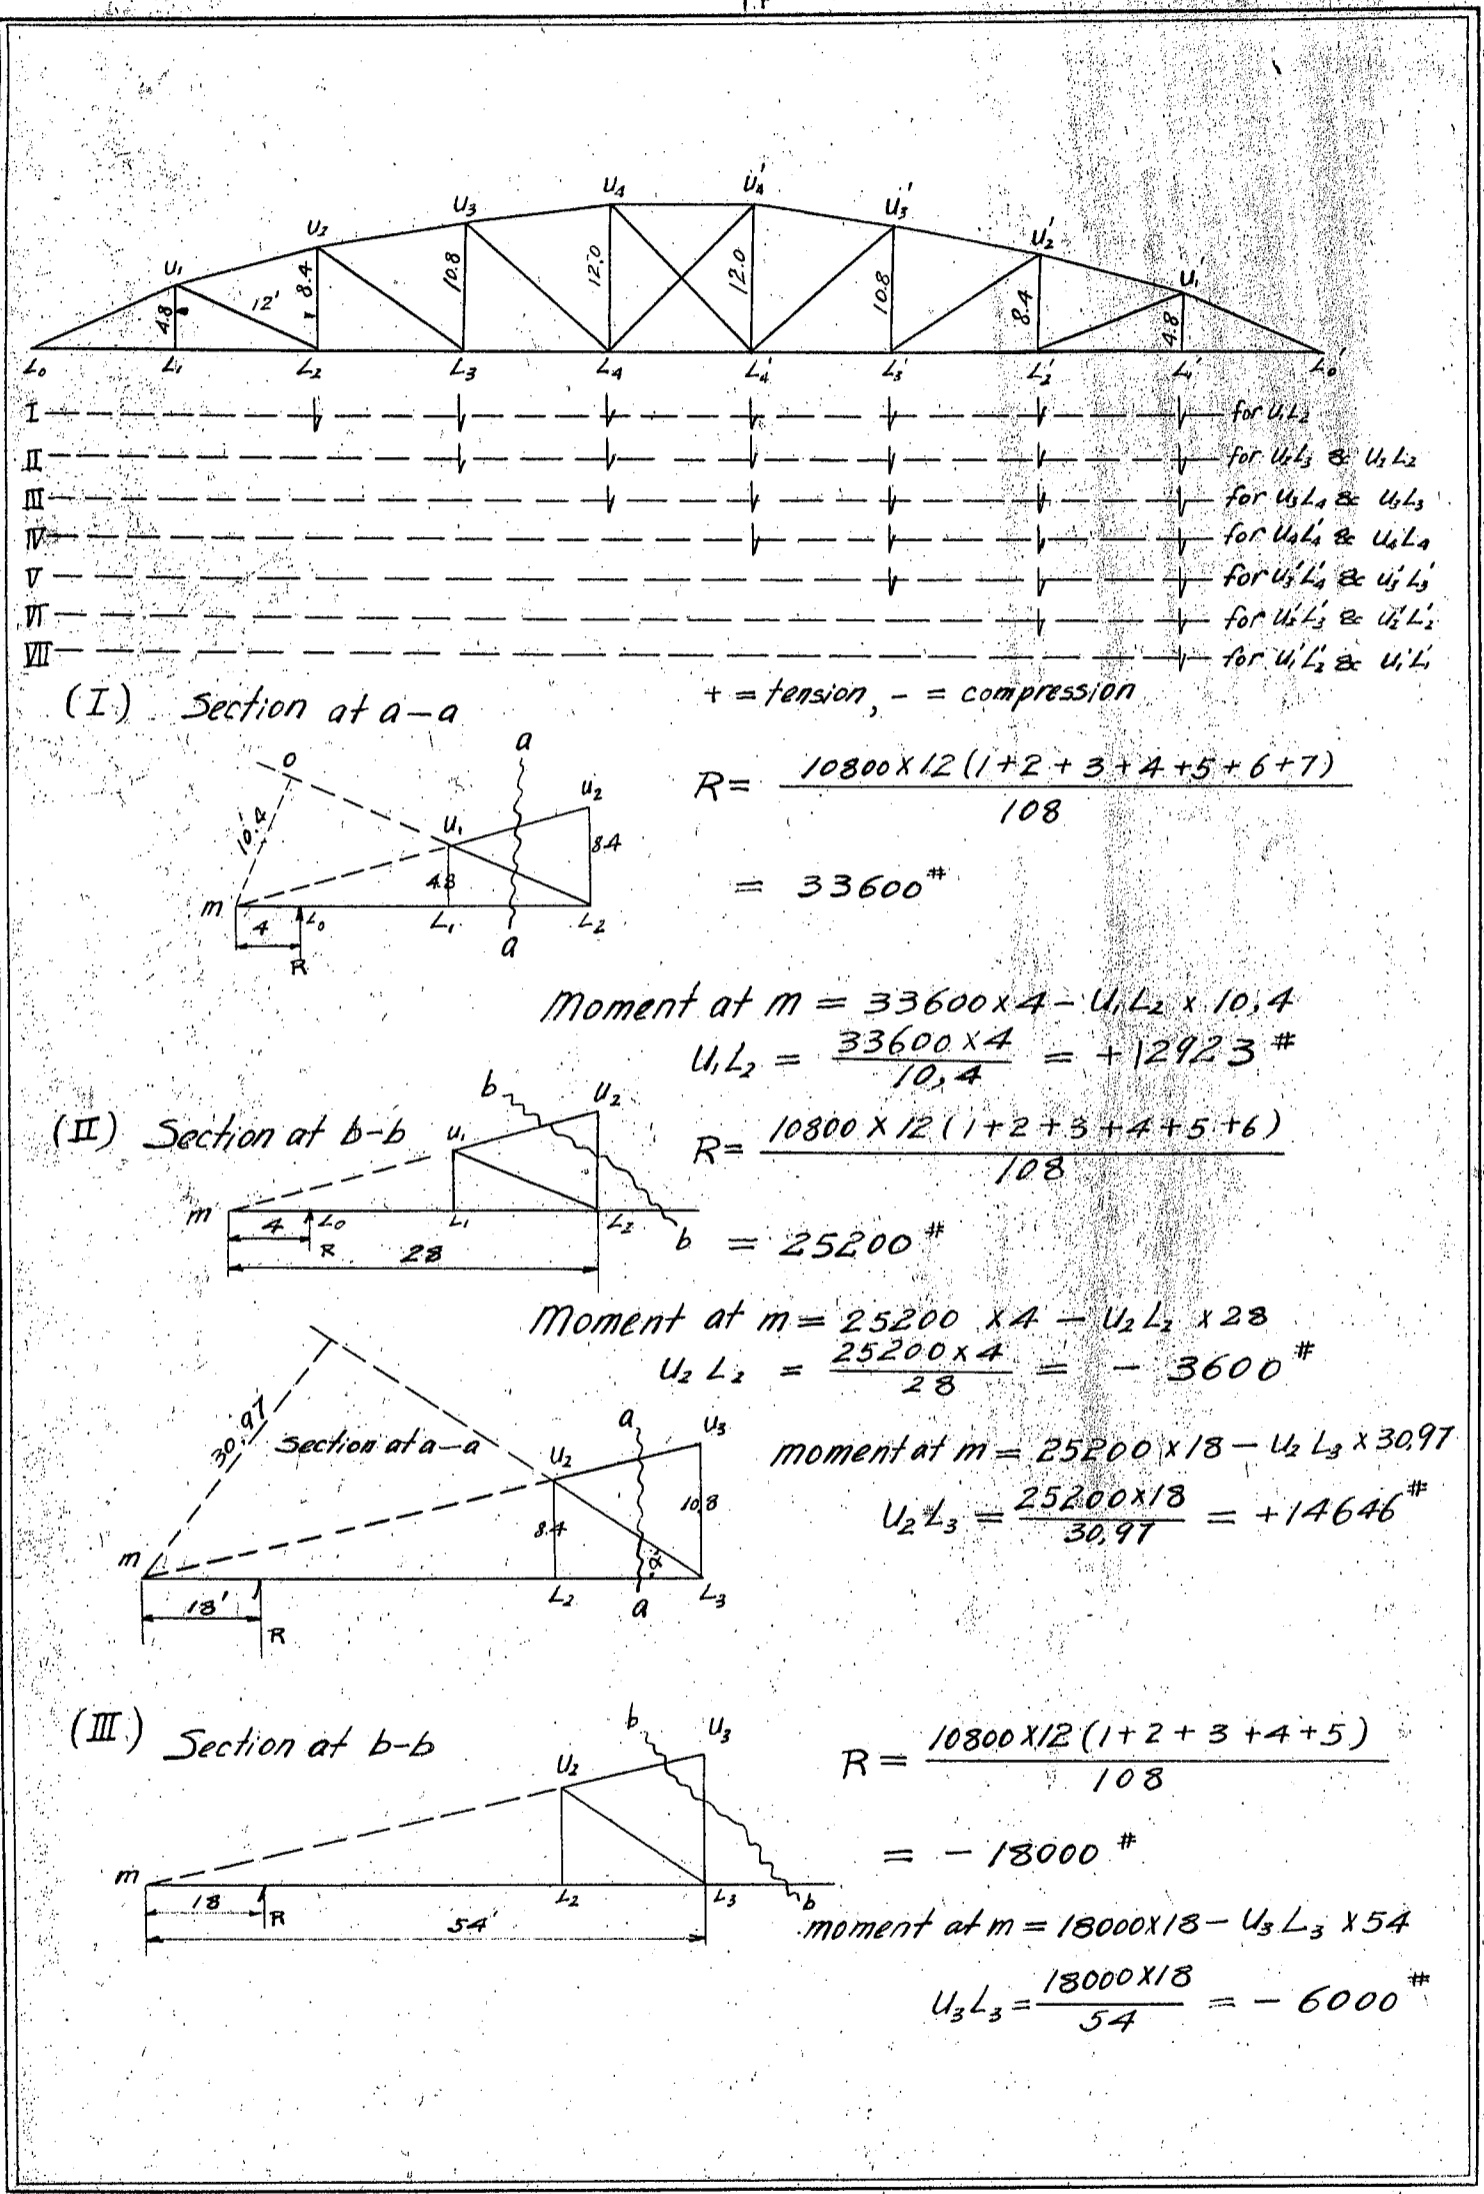 U₄ U₄'
U₃ U₃'
U₂ U₂'
U₁ U₁'
4.8 12' 8.4 10.8 12.0 12.0 10.8 8.4 4.8
L₀ L₁ L₂ L₃ L₄ L₄' L₃' L₂' L₁' L₀'
I for U₁L₂
II for U₂L₃ & U₂L₂
III for U₃L₄ & U₃L₃
IV for U₄L₄' & U₄L₄
V for U₃'L₄' & U₃'L₃'
VI for U₂'L₃' & U₂'L₂'
VII for U₁'L₂' & U₁'L₁'
(I.) Section at a-a
+ = tension, - = compression
a
O
U₂
10.4'
U₁
8.4
4.8
m
4 L₀ L₁ L₂
a
R
R = 10800×12(1+2+3+4+5+6+7)
108
= 33600#
Moment at m = 33600×4 - U₁L₂ × 10,4
U₁L₂ = 33600×4 = +12923#
10,4
(II) Section at b-b
b U₂
U₁
m
4 L₀ L₁ L₂
R b
28
R = 10800×12(1+2+3+4+5+6)
108
= 25200#
Moment at m = 25200 ×4 - U₂L₂ ×28
U₂L₂ = 25200×4 = - 3600#
28
30.97
Section at a-a
a U₃
U₂
10.8
8.4
m
L₂ L₃
18' a
R
moment at m = 25200×18 - U₂L₃×30.97
U₂L₃ = 25200×18 = +14646#
30.97
(III.) Section at b-b
b U₃
U₂
m
18 L₂ L₃ b
R 54'
R = 10800×12(1+2+3+4+5)
108
= - 18000#
moment at m = 18000×18 - U₃L₃ ×54
U₃L₃ = 18000×18 = - 6000#
54